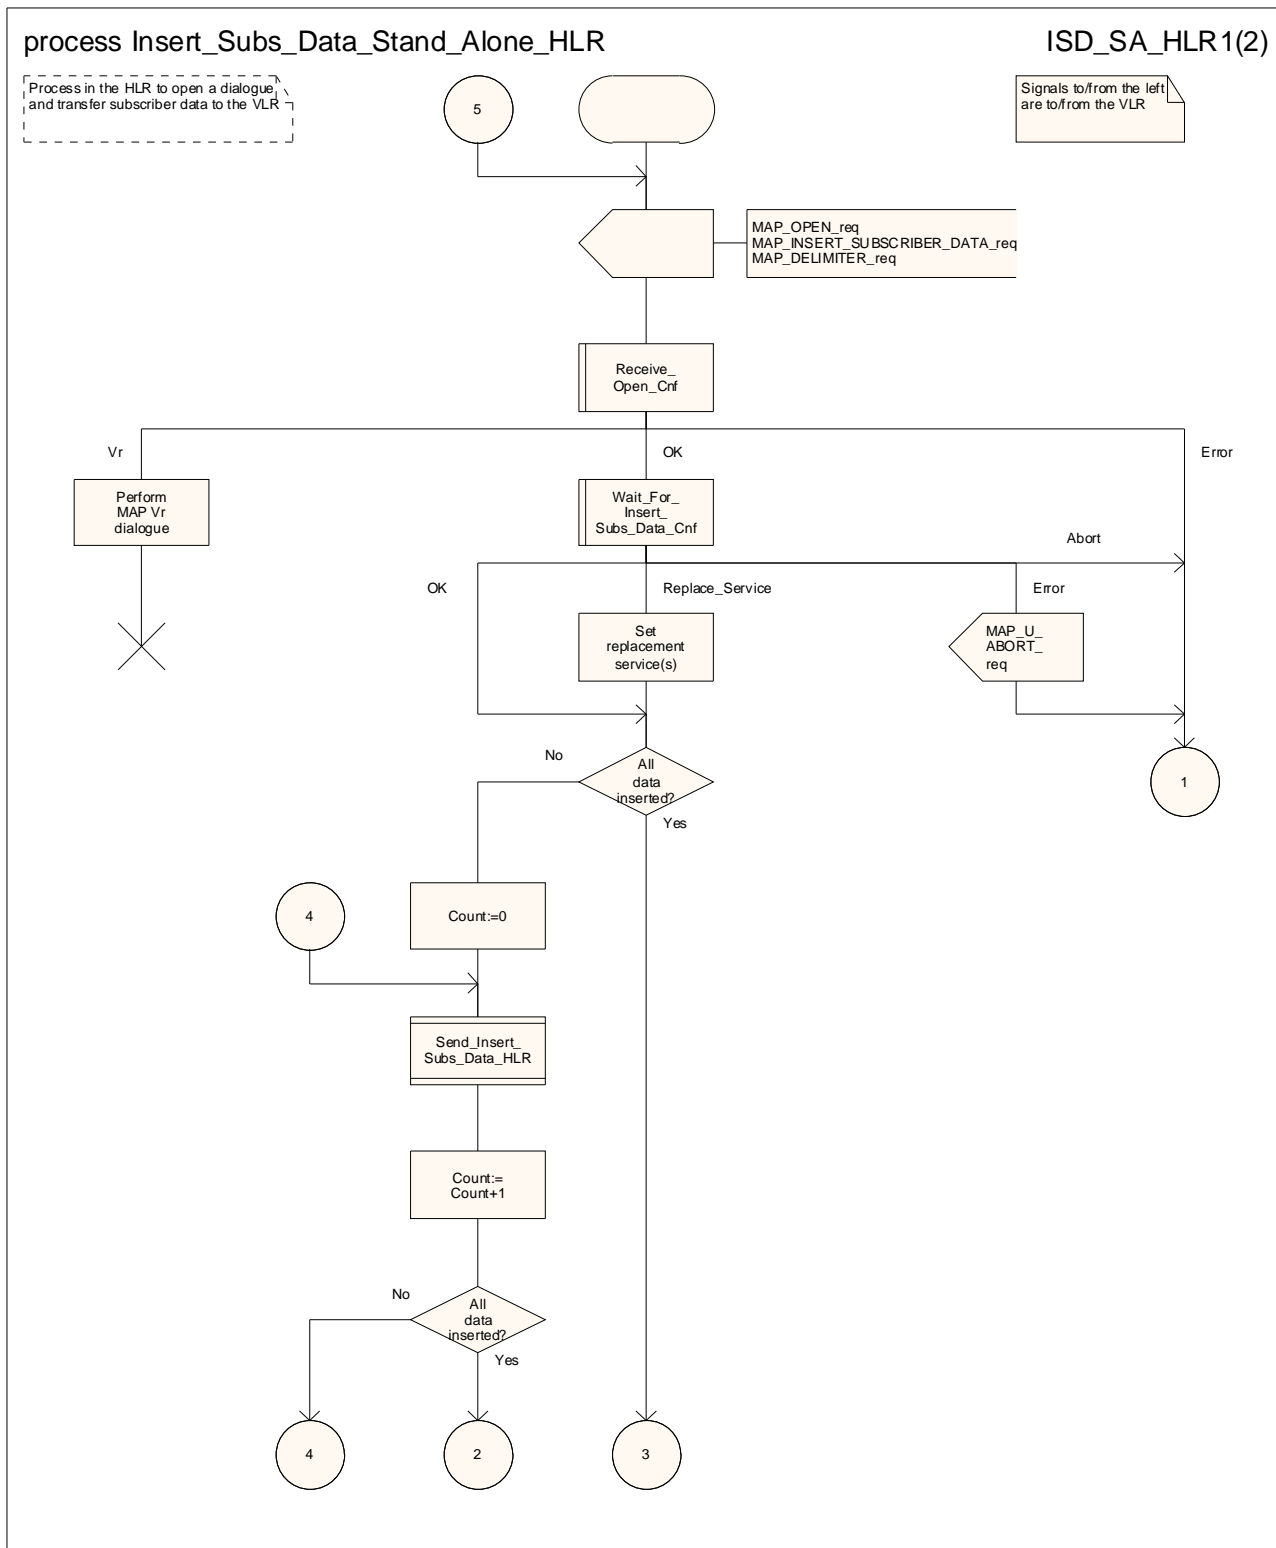 process Insert_Subs_Data_Stand_Alone_HLR
ISD_SA_HLR1(2)
Process in the HLR to open a dialogue
and transfer subscriber data to the VLR
5
Signals to/from the left
are to/from the VLR
MAP_OPEN_req
MAP_INSERT_SUBSCRIBER_DATA_req
MAP_DELIMITER_req
Receive_
Open_Cnf
Vr
OK
Error
Perform
MAP Vr
dialogue
Wait_For_
Insert_
Subs_Data_Cnf
Abort
OK
Replace_Service
Error
Set
replacement
service(s)
MAP_U_
ABORT_
req
No
All
data
inserted?
Yes
1
4
Count:=0
Send_Insert_
Subs_Data_HLR
Count:=
Count+1
No
All
data
inserted?
Yes
4
2
3